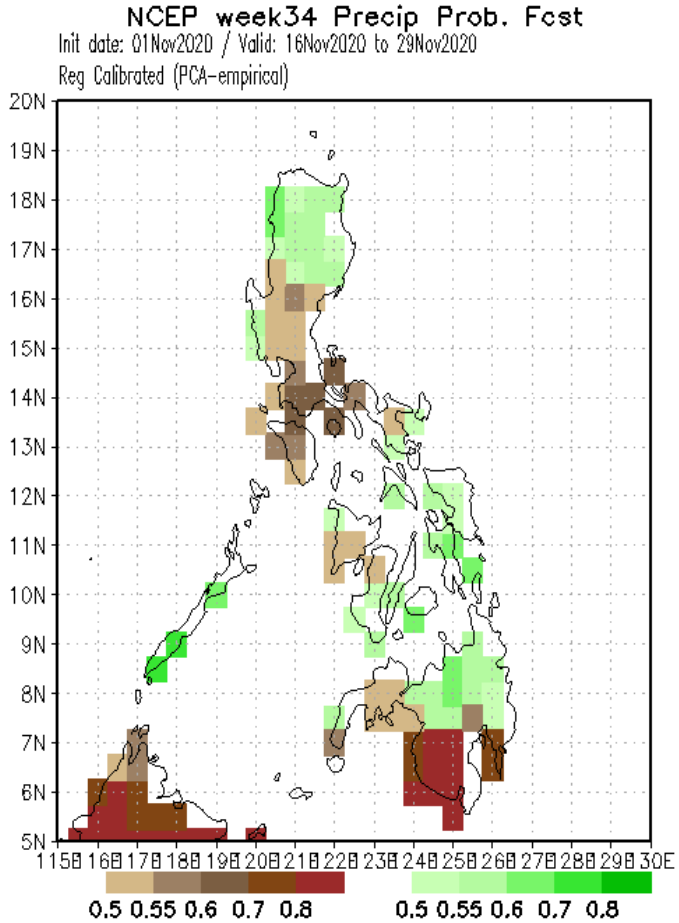 NCEP week34 Precip Prob. Fcst
Init date: 01Nov2020 / Valid: 16Nov2020 to 29Nov2020
Reg Calibrated (PCA-empirical)
20N
19N
18N
17N
16N
15N
14N
13N
12N
11N
10N
9N
8N
7N
6N
5N
115E 116E 117E 118E 119E 120E 121E 122E 123E 124E 125E 126E 127E 128E 129E 130E
0.5 0.55 0.6 0.7 0.8 0.5 0.55 0.6 0.7 0.8